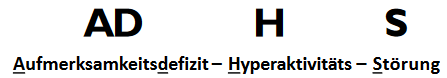 AD H S
Aufmerksamkeitsdefizit – Hyperaktivitäts – Störung